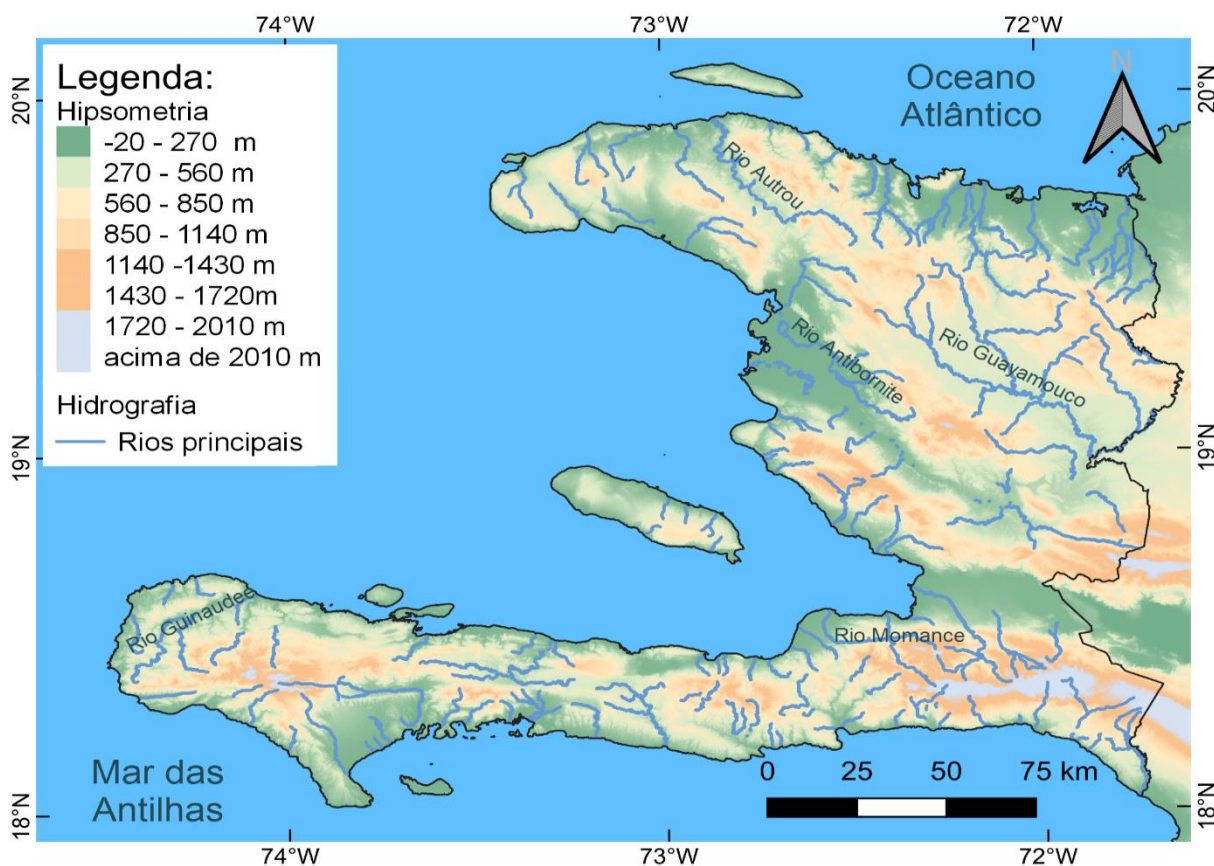 74°W 73°W 72°W
20°N
20°N
19°N
19°N
18°N
18°N
Legenda:
Hipsometria
-20 - 270 m
270 - 560 m
560 - 850 m
850 - 1140 m
1140 -1430 m
1430 - 1720m
1720 - 2010 m
acima de 2010 m
Hidrografia
Rios principais
Oceano
Atlântico
N
Rio Autrou
Rio Antibornite
Rio Guayamouco
Rio Guinaudee
Rio Momance
Mar das
Antilhas
0 25 50 75 km
74°W 73°W 72°W